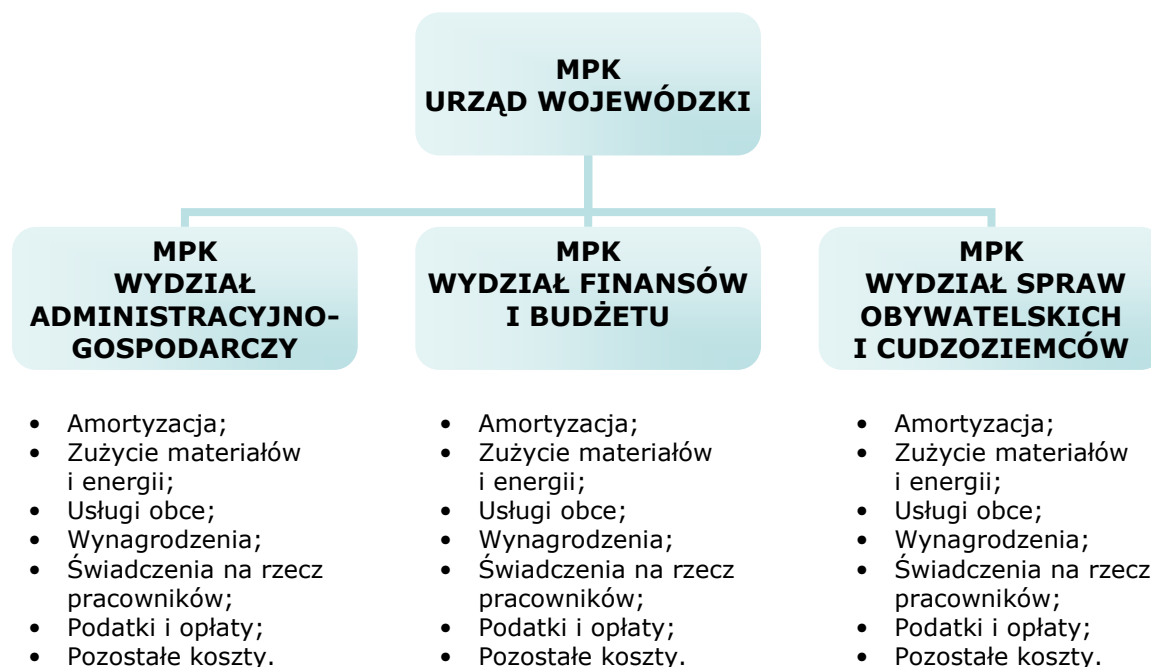 MPK
URZĄD WOJEWÓDZKI
MPK
WYDZIAŁ
ADMINISTRACYJNO-
GOSPODARCZY
MPK
WYDZIAŁ FINANSÓW
I BUDŻETU
MPK
WYDZIAŁ SPRAW
OBYWATELSKICH
I CUDZOZIEMCÓW
• Amortyzacja;
• Zużycie materiałów
i energii;
• Usługi obce;
• Wynagrodzenia;
• Świadczenia na rzecz
pracowników;
• Podatki i opłaty;
• Pozostałe koszty.
• Amortyzacja;
• Zużycie materiałów
i energii;
• Usługi obce;
• Wynagrodzenia;
• Świadczenia na rzecz
pracowników;
• Podatki i opłaty;
• Pozostałe koszty.
• Amortyzacja;
• Zużycie materiałów
i energii;
• Usługi obce;
• Wynagrodzenia;
• Świadczenia na rzecz
pracowników;
• Podatki i opłaty;
• Pozostałe koszty.